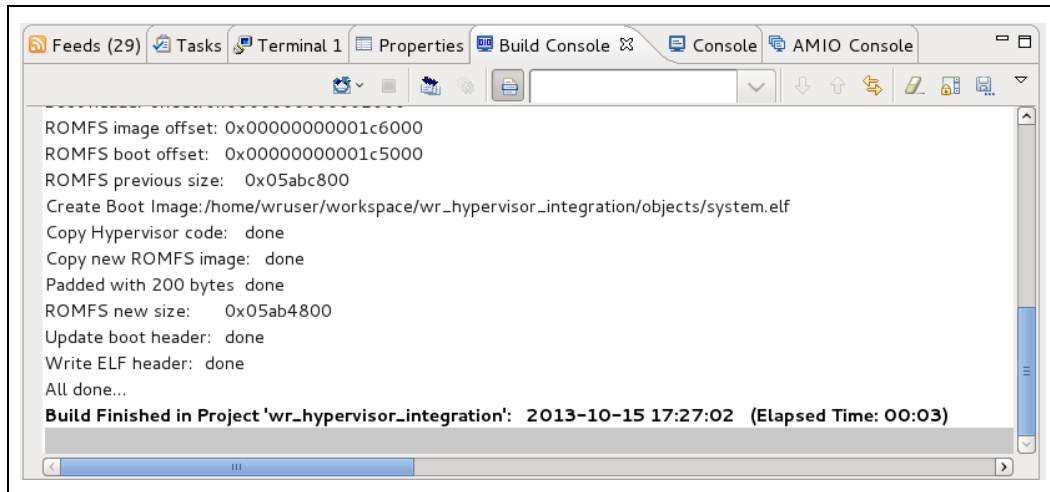 Feeds (29) Tasks Terminal 1 Properties Build Console Console AMIO Console
ROMFS image offset: 0x00000000001c6000
ROMFS boot offset: 0x00000000001c5000
ROMFS previous size: 0x05abc800
Create Boot Image:/home/wruser/workspace/wr_hypervisor_integration/objects/system.elf
Copy Hypervisor code: done
Copy new ROMFS image: done
Padded with 200 bytes done
ROMFS new size: 0x05ab4800
Update boot header: done
Write ELF header: done
All done...
Build Finished in Project 'wr_hypervisor_integration': 2013-10-15 17:27:02 (Elapsed Time: 00:03)